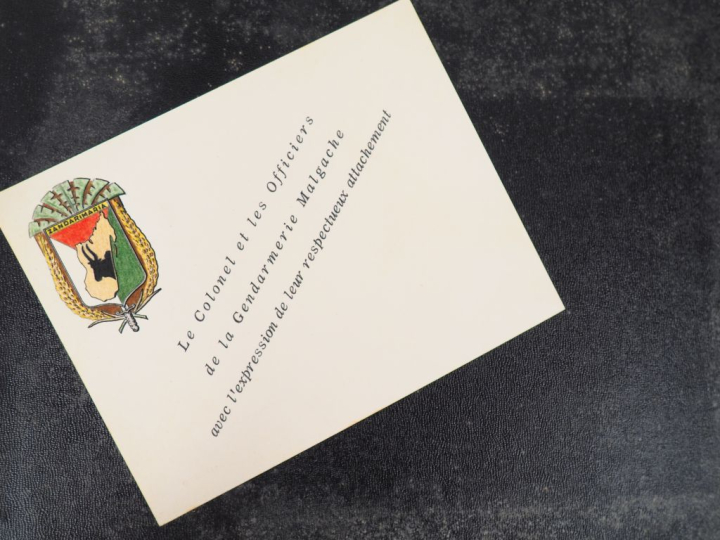 ZANDARIMARIA
Le Colonel et les Officiers
de la Gendarmerie Malgache
avec l'expression de leur respectueux attachement